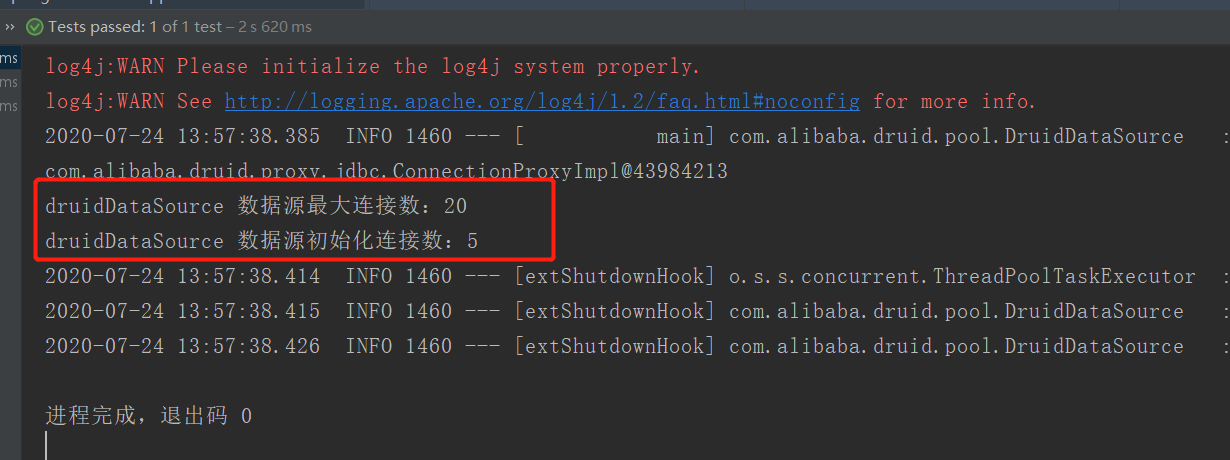 Tests passed: 1 of 1 test – 2 s 620 ms
ms
log4j:WARN Please initialize the log4j system properly.
ms
log4j:WARN See http://logging.apache.org/log4j/1.2/faq.html#noconfig for more info.
ms
2020-07-24 13:57:38.385  INFO 1460 --- [           main] com.alibaba.druid.pool.DruidDataSource   :
com.alibaba.druid.proxy.jdbc.ConnectionProxyImpl@43984213
druidDataSource 数据源最大连接数：20
druidDataSource 数据源初始化连接数：5
2020-07-24 13:57:38.414  INFO 1460 --- [extShutdownHook] o.s.s.concurrent.ThreadPoolTaskExecutor  :
2020-07-24 13:57:38.415  INFO 1460 --- [extShutdownHook] com.alibaba.druid.pool.DruidDataSource   :
2020-07-24 13:57:38.426  INFO 1460 --- [extShutdownHook] com.alibaba.druid.pool.DruidDataSource   :
进程完成，退出码 0